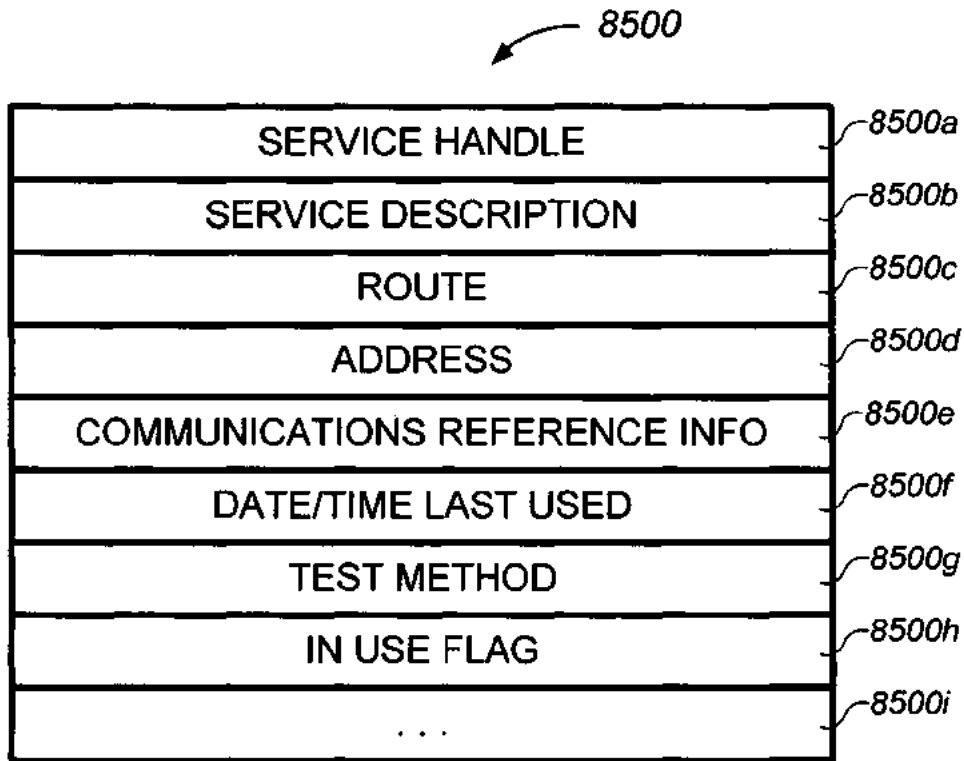 8500
SERVICE HANDLE 8500a
SERVICE DESCRIPTION 8500b
ROUTE 8500c
ADDRESS 8500d
COMMUNICATIONS REFERENCE INFO 8500e
DATE/TIME LAST USED 8500f
TEST METHOD 8500g
IN USE FLAG 8500h
... 8500i